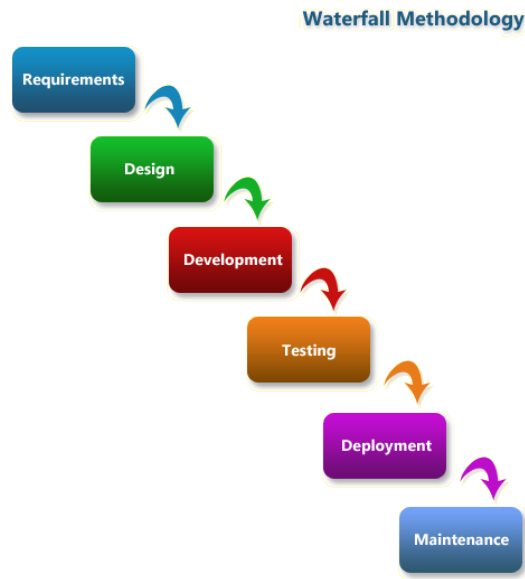 Waterfall Methodology
Requirements
Design
Development
Testing
Deployment
Maintenance